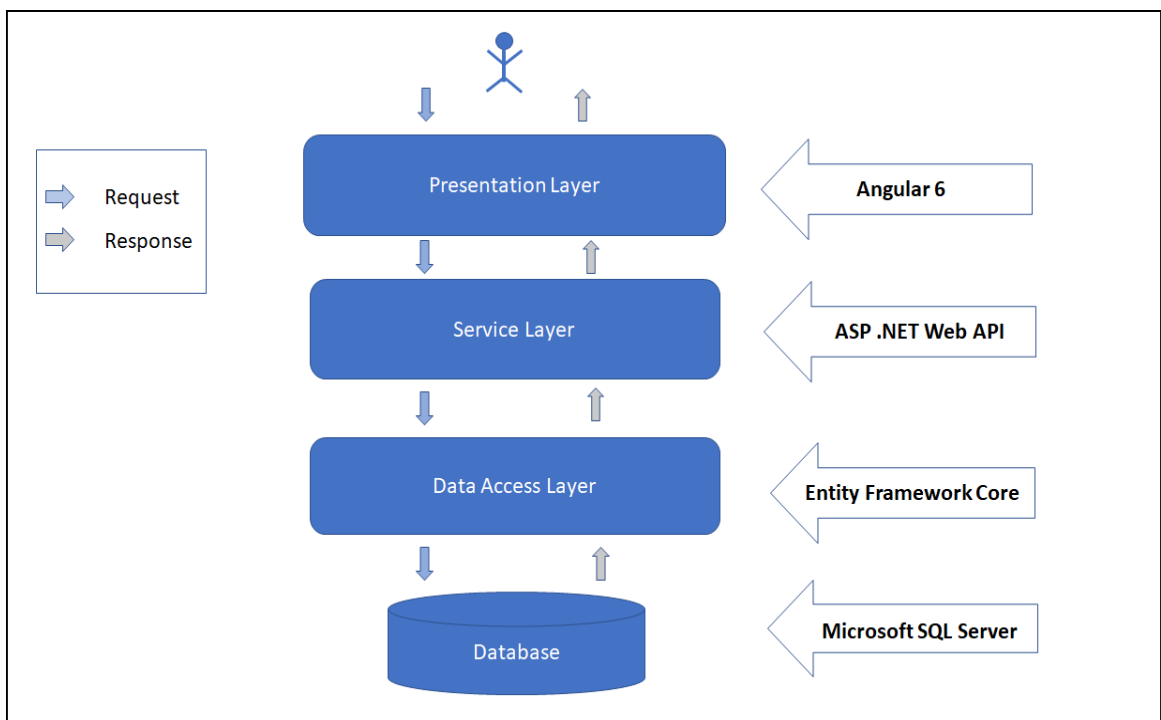 Request
Response
Presentation Layer
Angular 6
Service Layer
ASP .NET Web API
Data Access Layer
Entity Framework Core
Database
Microsoft SQL Server